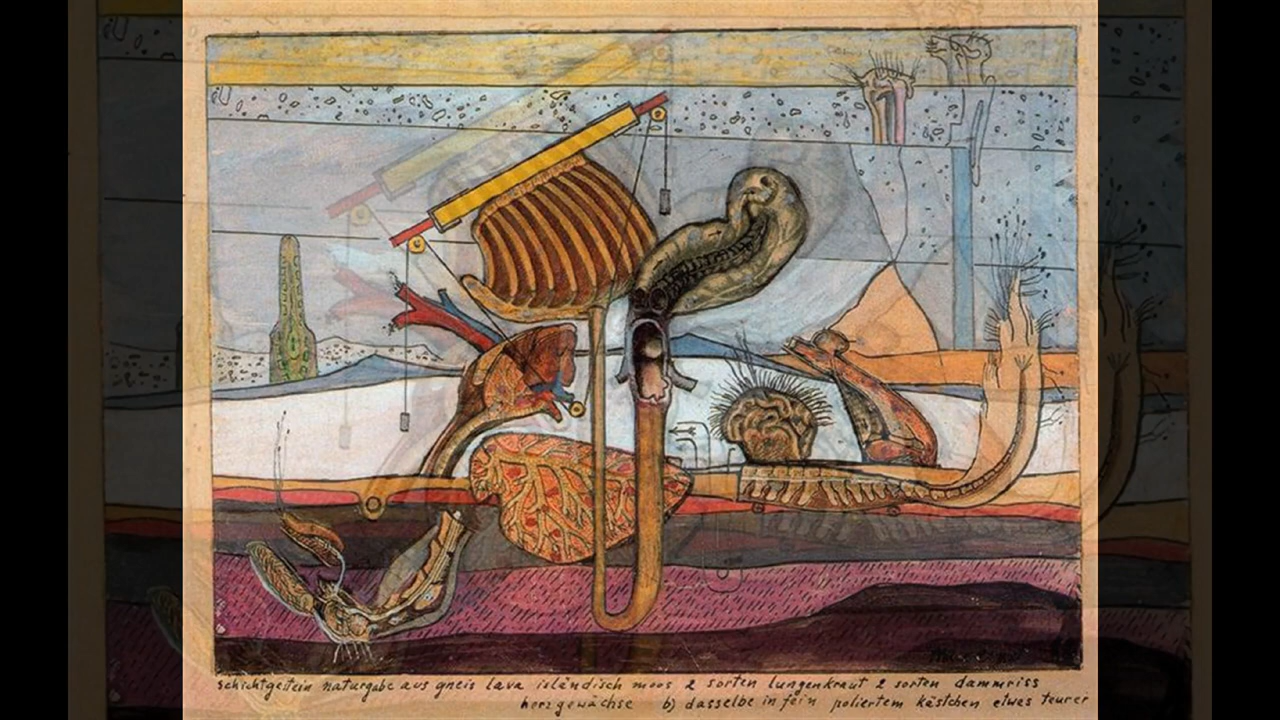 schichtgestein naturgabe aus gneis lava isländisch moos 2 sorten lungenkraut 2 sorten dammriss
herzgewächse b) dasselbe in fein poliertem kästchen etwas teurer